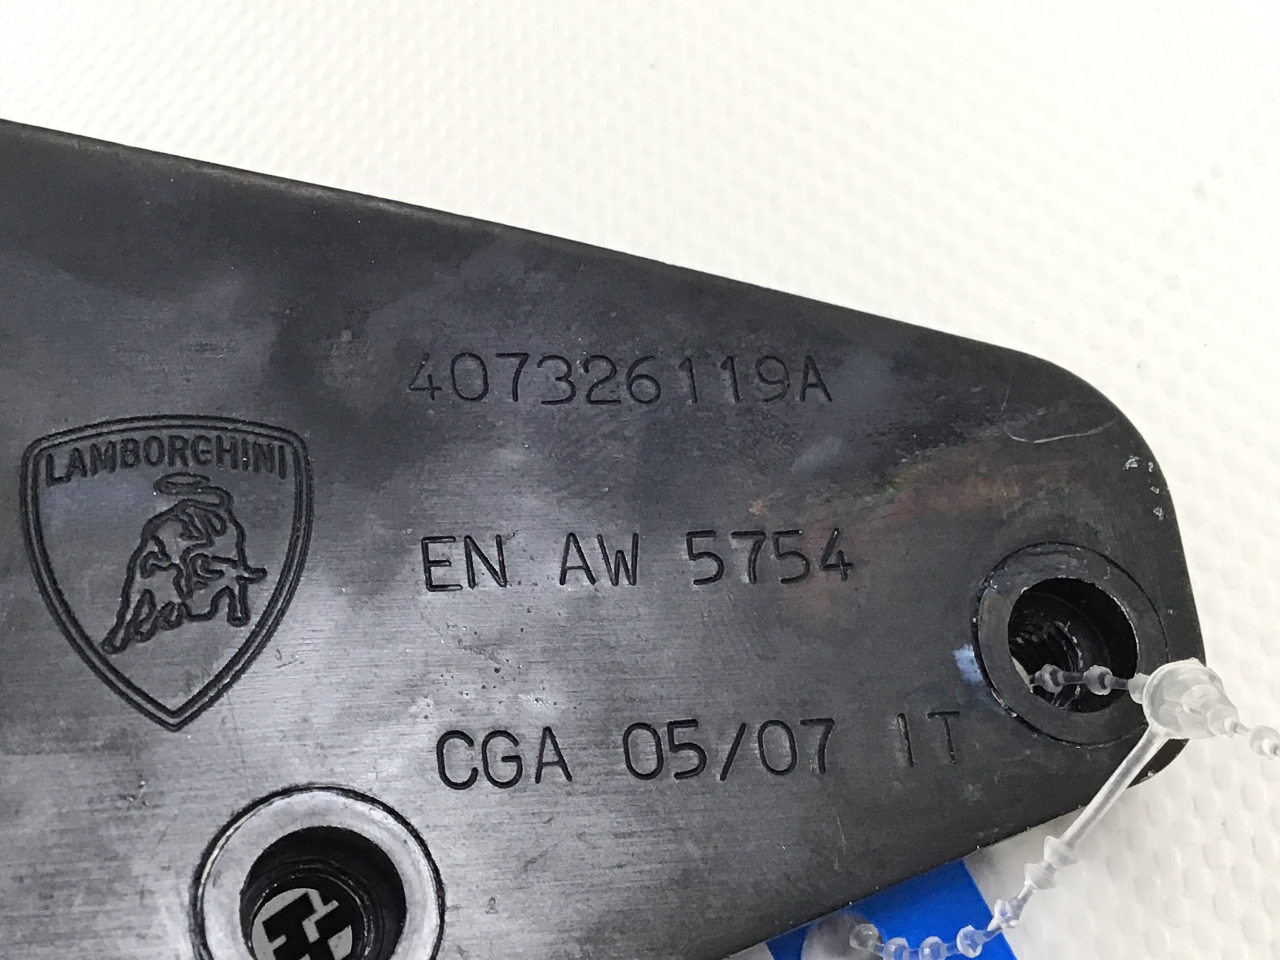 407326119A
LAMBORGHINI
EN AW 5754
CGA 05/07 IT